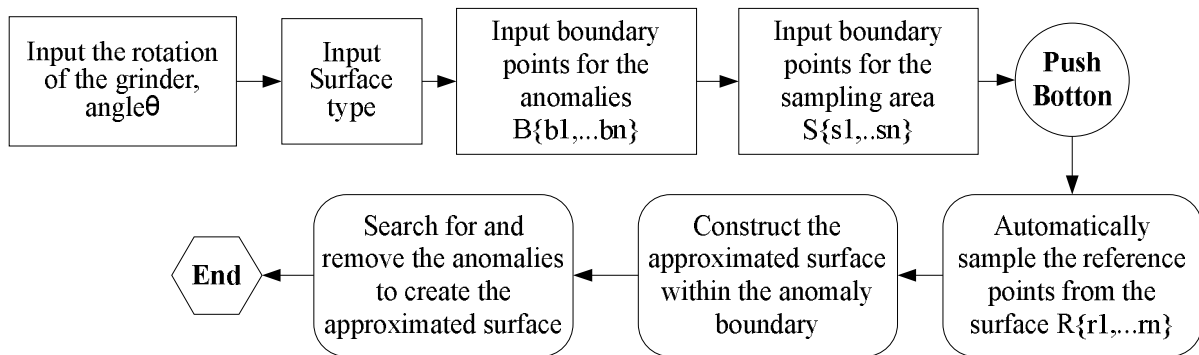 Input the rotation
of the grinder,
angleθ
Input
Surface
type
Input boundary
points for the
anomalies
B{b1,...bn}
Input boundary
points for the
sampling area
S{s1,..sn}
Push
Botton
Automatically
sample the reference
points from the
surface R{r1,...rn}
Construct the
approximated surface
within the anomaly
boundary
Search for and
remove the anomalies
to create the
approximated surface
End